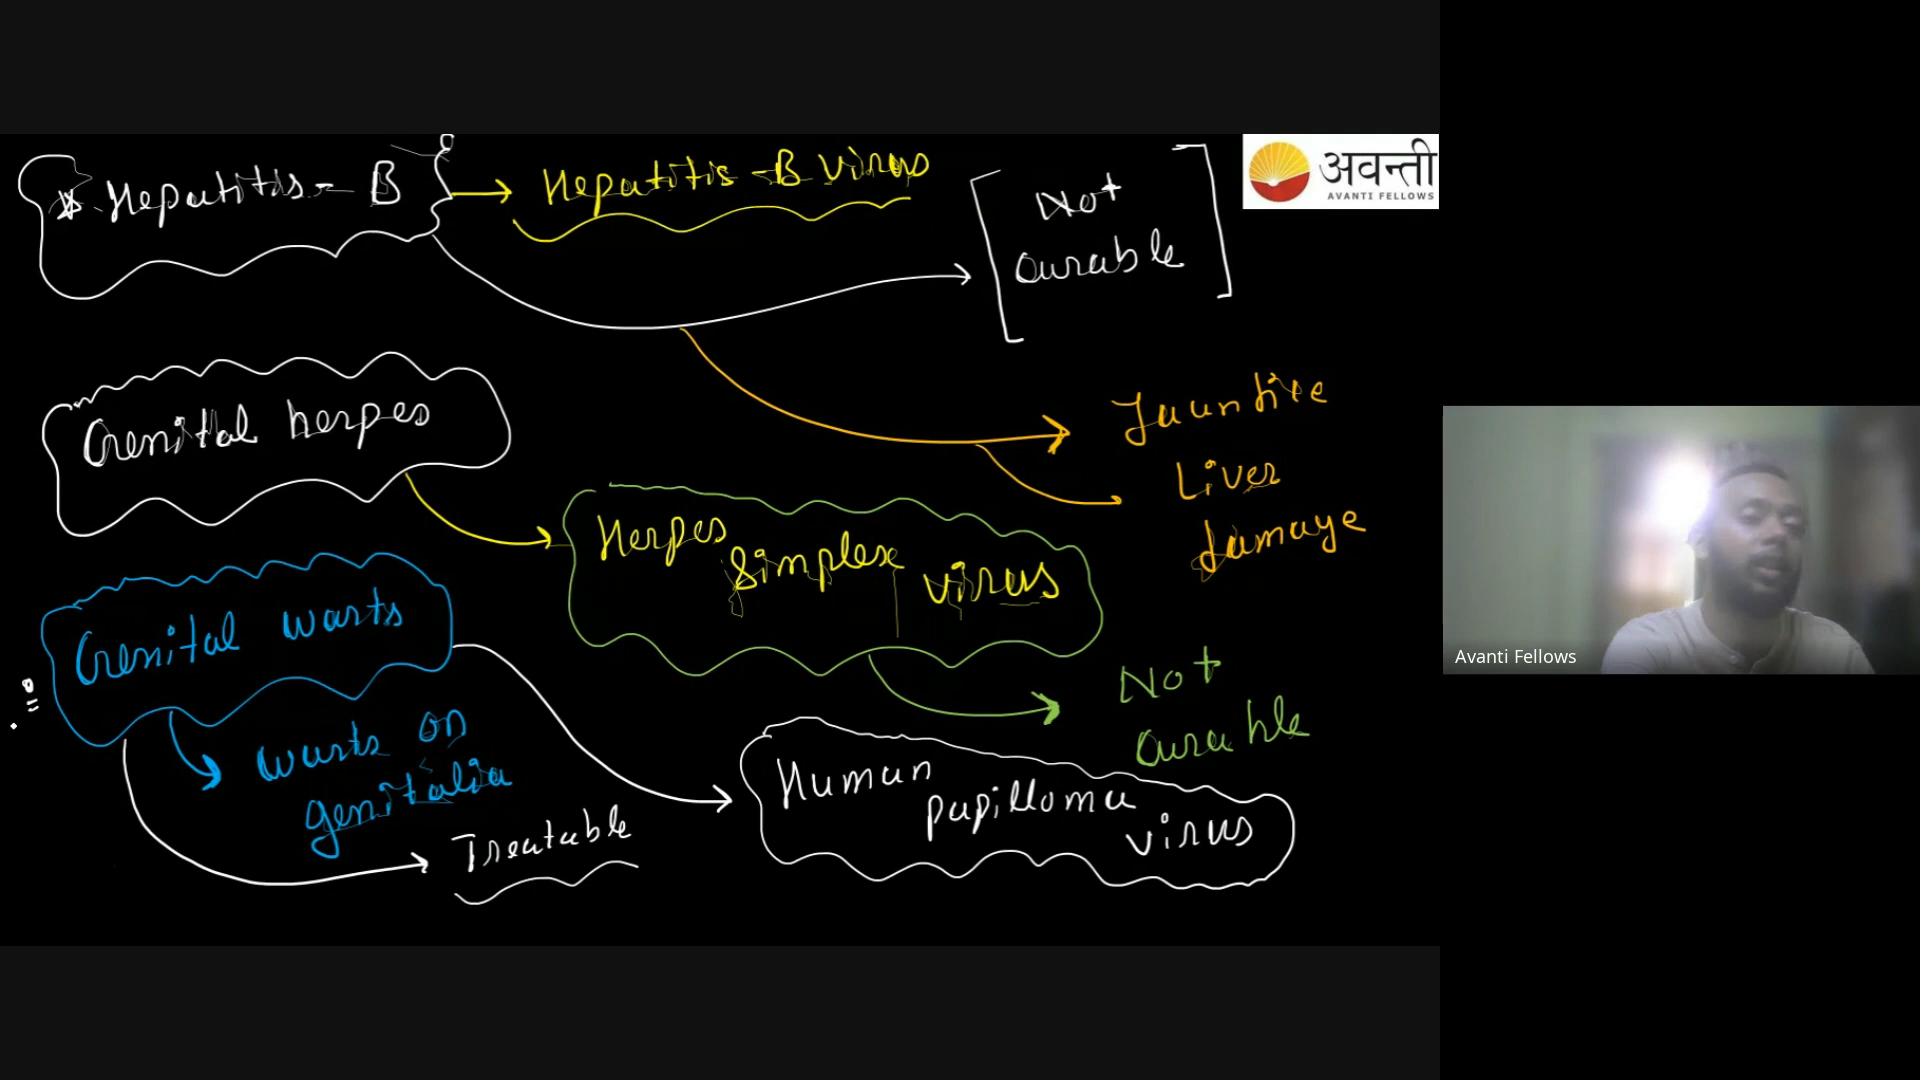 * Hepatitis - B
Hepatitis - B virus
Not
curable
अवन्ती
AVANTI FELLOWS
Jaundice
Liver
damage
Genital herpes
Herpes simplex virus
Not
curable
Genital warts
warts on
genitalia
Treatable
Human
papilloma
virus
Avanti Fellows